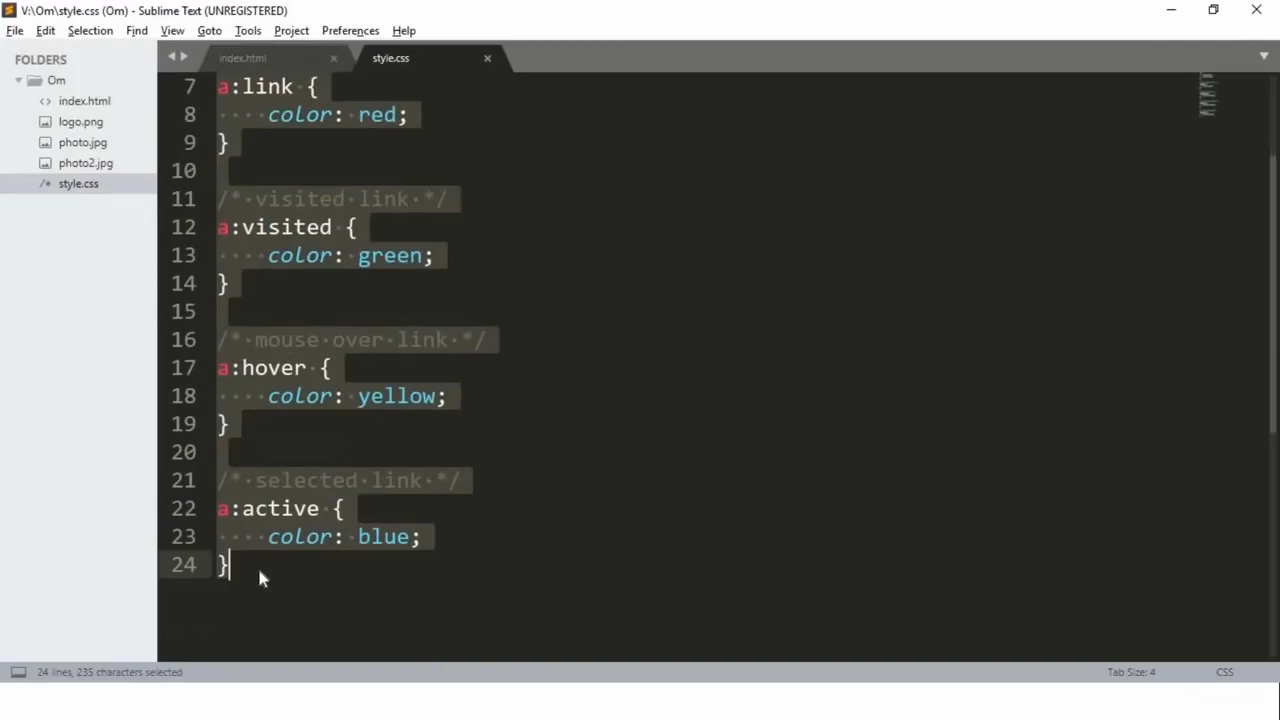 V:\Om\style.css (Om) - Sublime Text (UNREGISTERED)
File Edit Selection Find View Goto Tools Project Preferences Help
FOLDERS
Om
index.html
logo.png
photo.jpg
photo2.jpg
style.css
index.html style.css
7 a:link {
8 color: red;
9 }
10
11 /* visited link */
12 a:visited {
13 color: green;
14 }
15
16 /* mouse over link */
17 a:hover {
18 color: yellow;
19 }
20
21 /* selected link */
22 a:active {
23 color: blue;
24 }
24 lines, 235 characters selected
Tab Size: 4 CSS